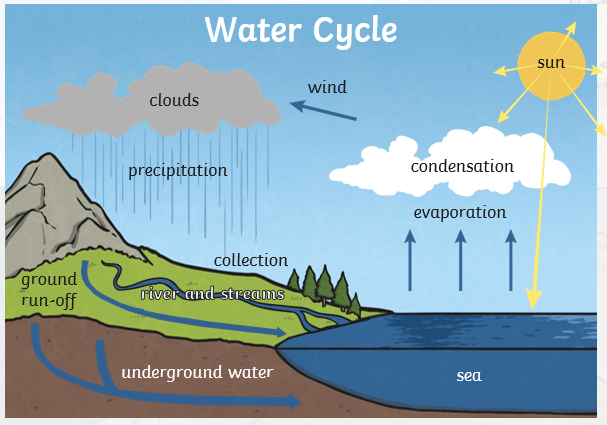 Water Cycle
sun
wind
clouds
condensation
precipitation
evaporation
collection
ground
run-off
river and streams
underground water
sea